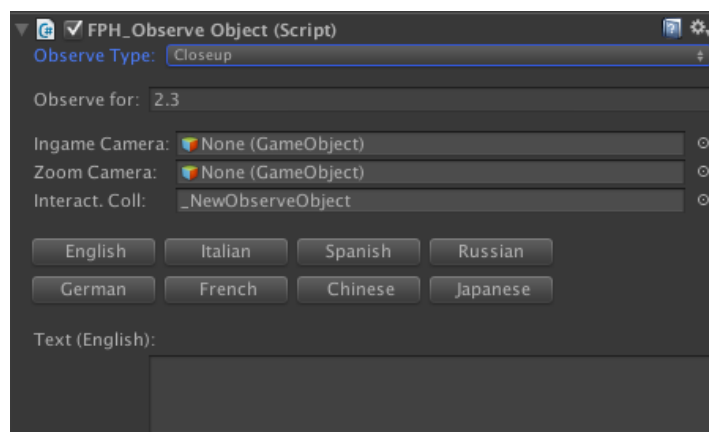 FPH_Observe Object (Script)
Observe Type: Closeup
Observe for: 2.3
Ingame Camera: None (GameObject)
Zoom Camera: None (GameObject)
Interact. Coll: _NewObserveObject
English Italian Spanish Russian
German French Chinese Japanese
Text (English):